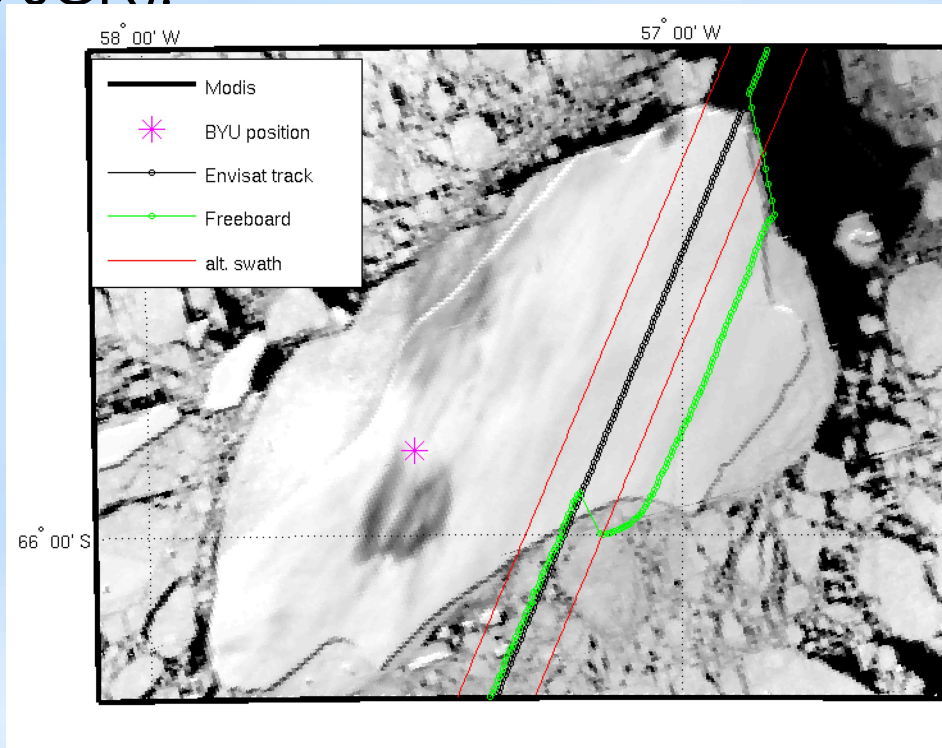 58° 00' W
57° 00' W
Modis
BYU position
Envisat track
Freeboard
alt. swath
66° 00' S